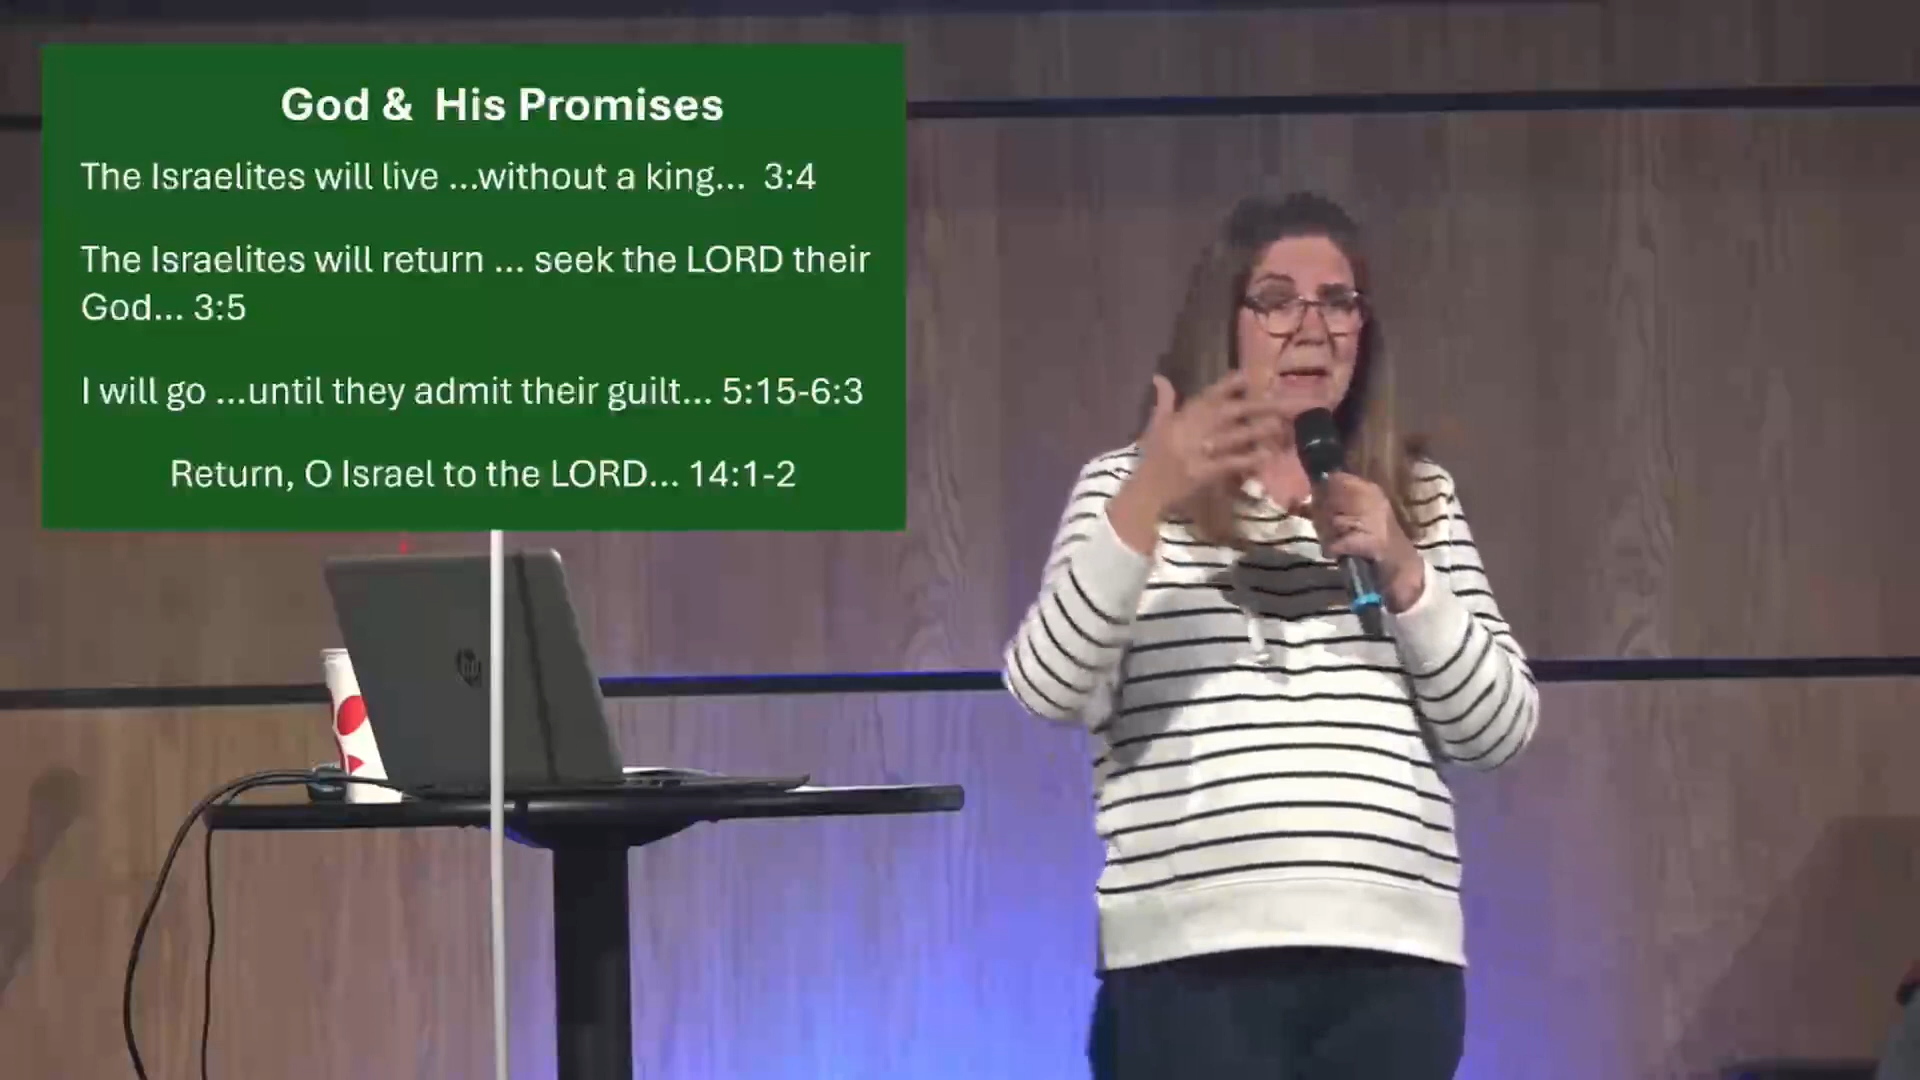 God & His Promises
The Israelites will live ...without a king... 3:4
The Israelites will return ... seek the LORD their
God... 3:5
I will go ...until they admit their guilt... 5:15-6:3
Return, O Israel to the LORD... 14:1-2
hp